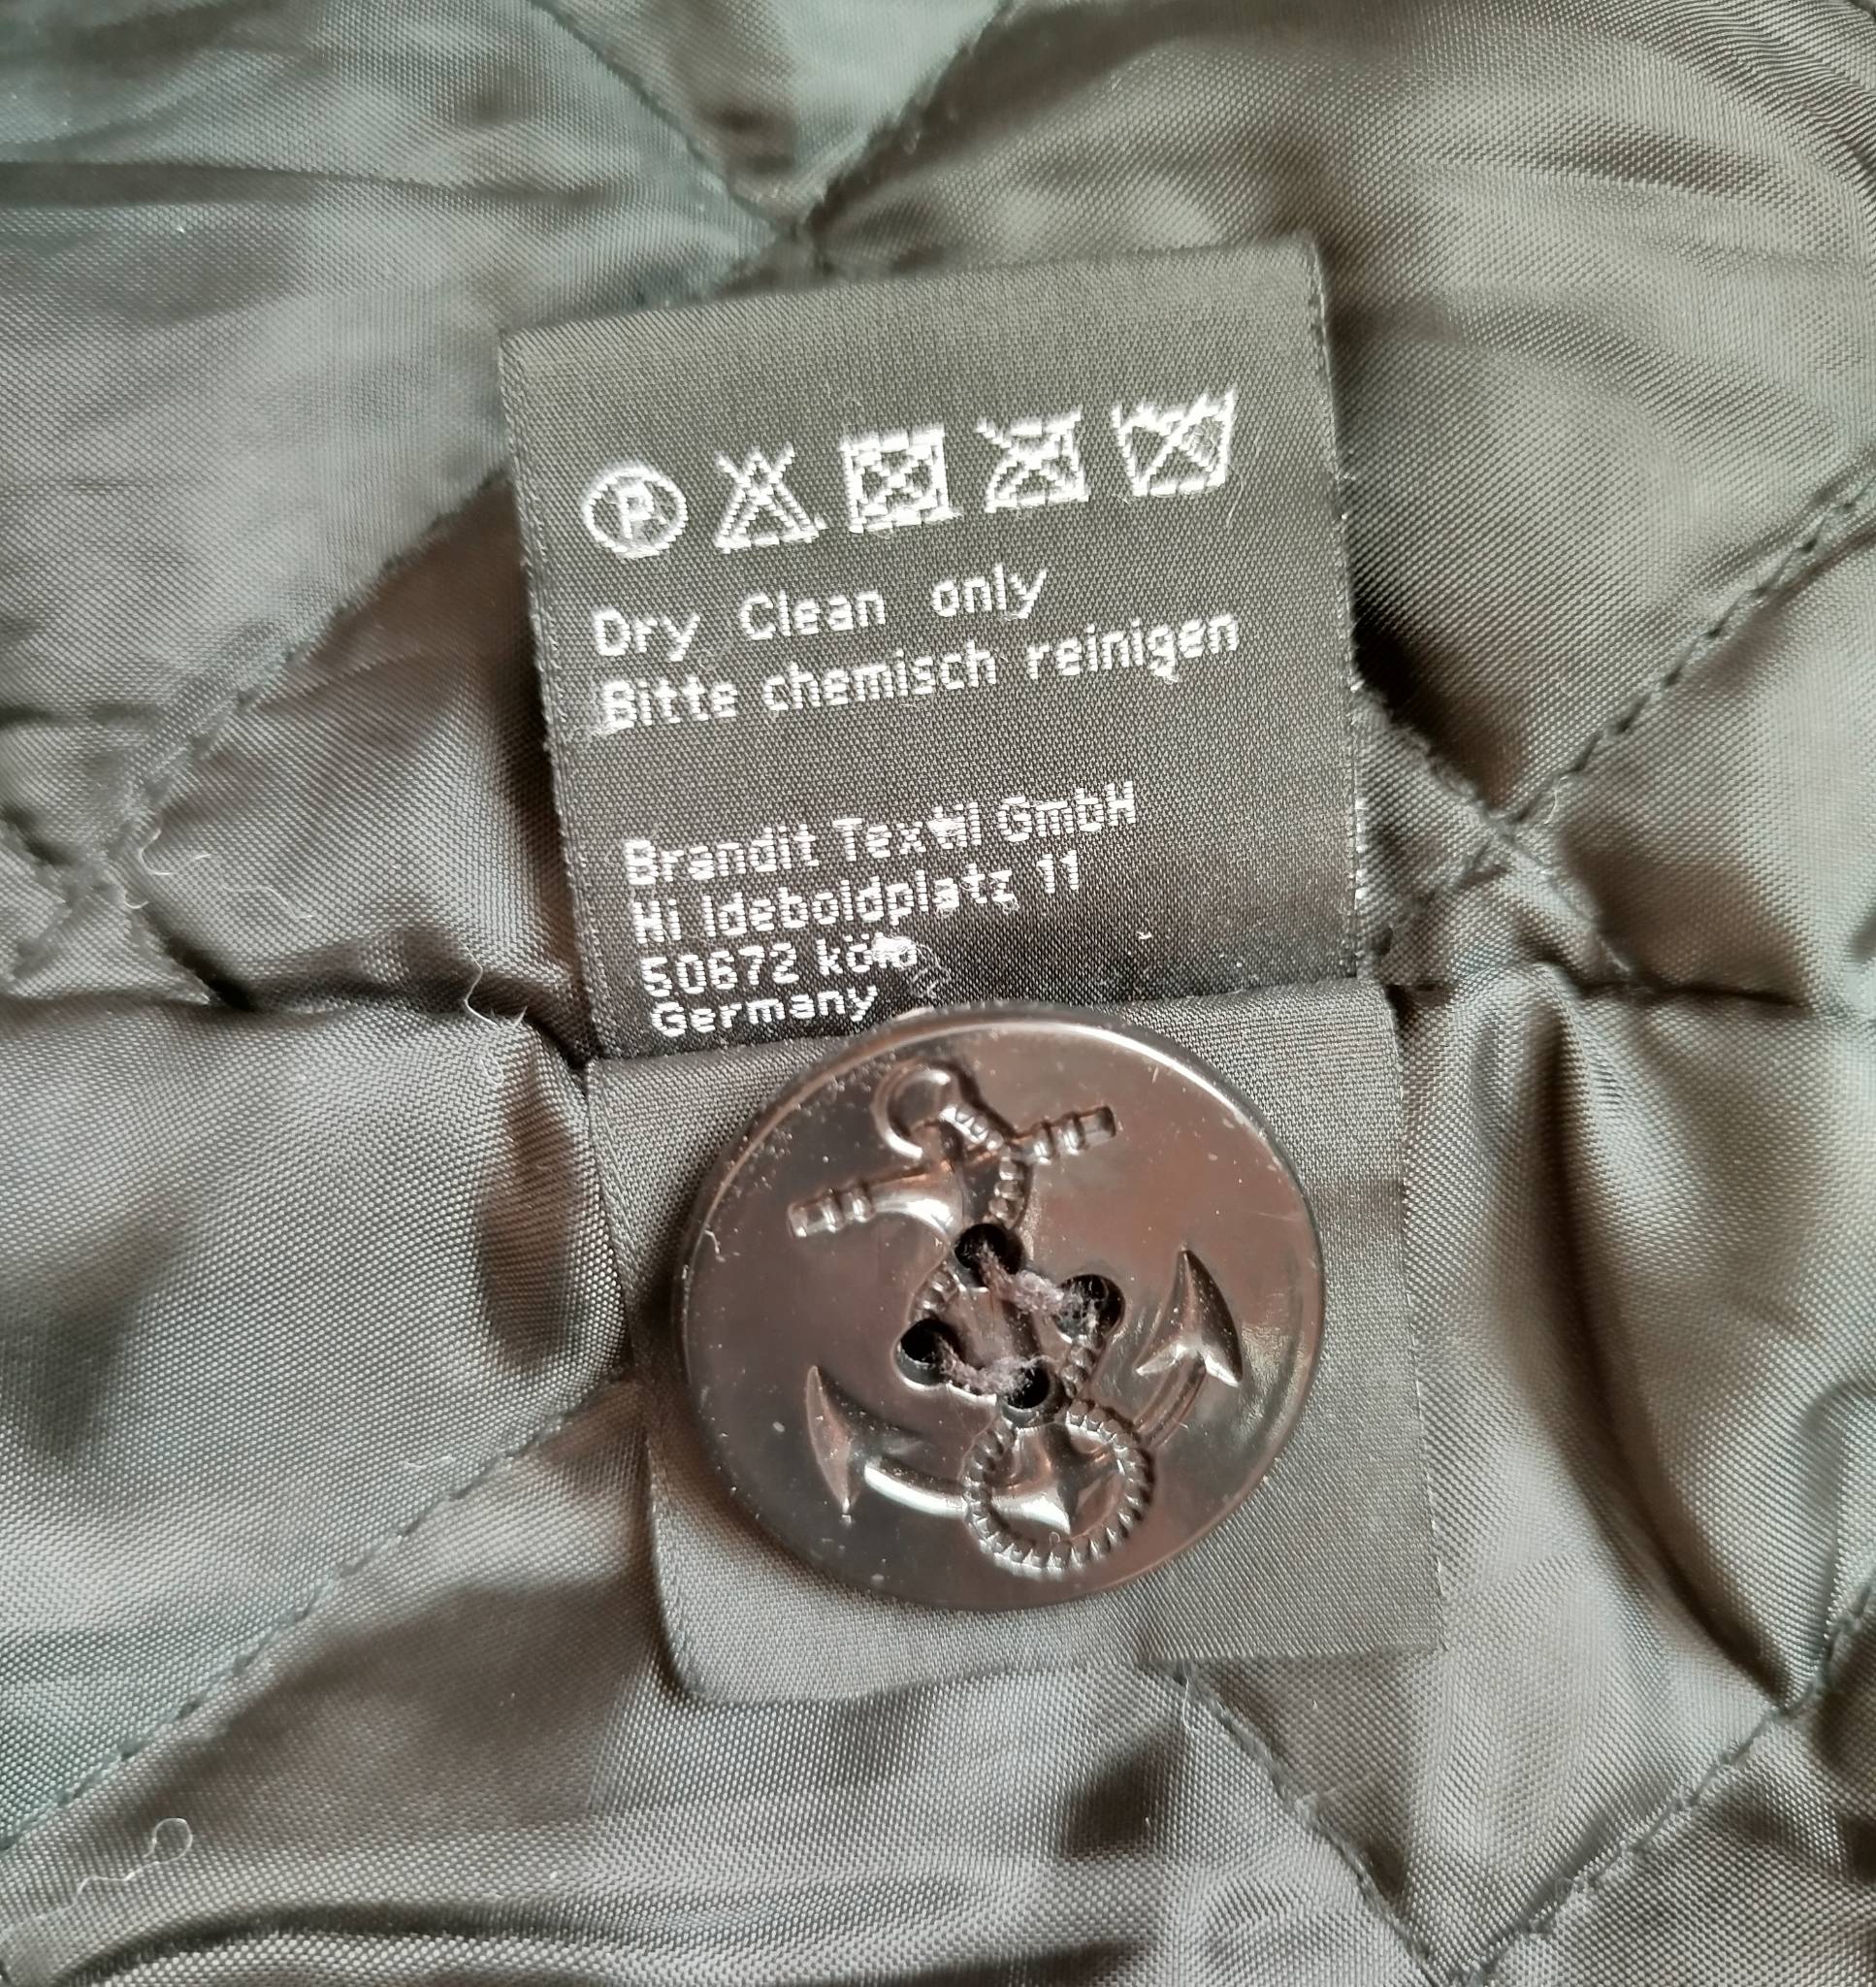 P
Dry Clean only
Bitte chemisch reinigen
Brandit Textil GmbH
Hildeboldplatz 11
50672 köln
Germany